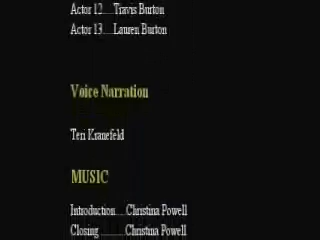 Actor 12.....Travis Burton
Actor 13.....Lauren Burton
Voice Narration
Teri Kranefeld
MUSIC
Introduction.....Christina Powell
Closing...........Christina Powell